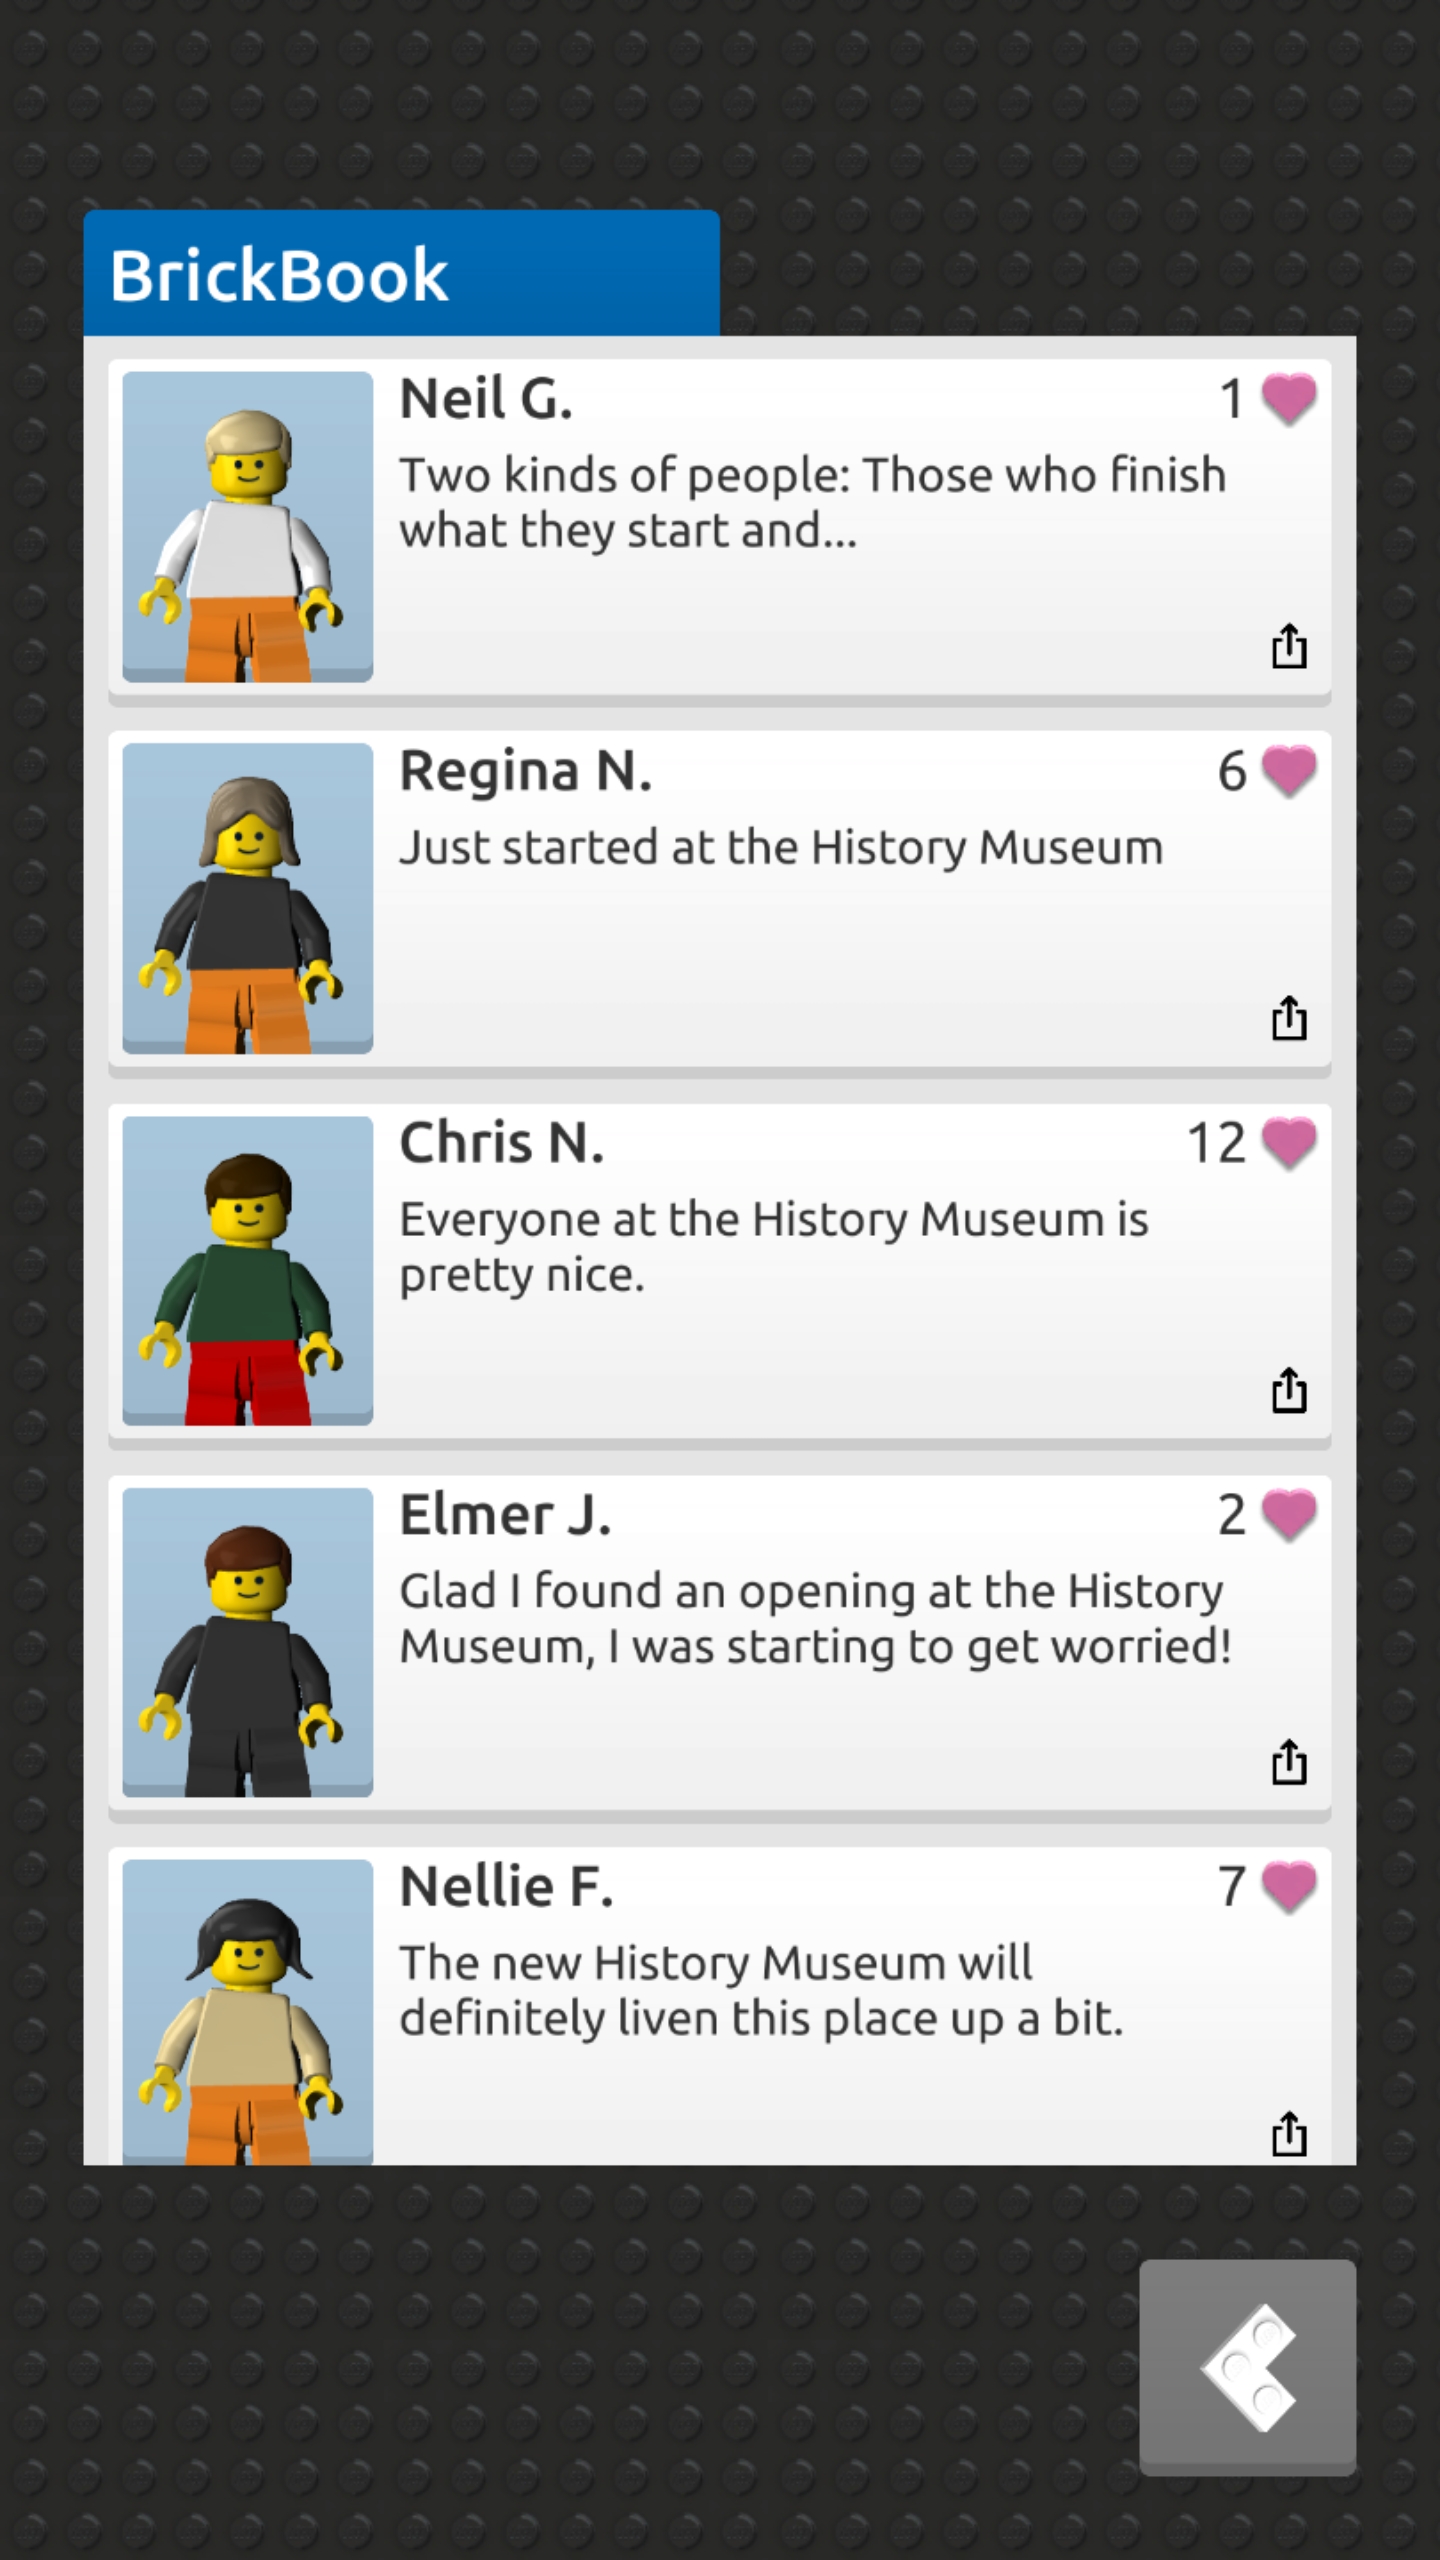 BrickBook
Neil G.
1
Two kinds of people: Those who finish
what they start and...
Regina N.
6
Just started at the History Museum
Chris N.
12
Everyone at the History Museum is
pretty nice.
Elmer J.
2
Glad I found an opening at the History
Museum, I was starting to get worried!
Nellie F.
7
The new History Museum will
definitely liven this place up a bit.